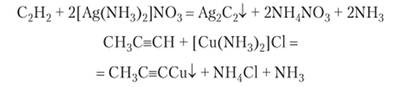 C₂H₂ + 2[Ag(NH₃)₂]NO₃ = Ag₂C₂↓ + 2NH₄NO₃ + 2NH₃
CH₃C≡CH + [Cu(NH₃)₂]Cl =
= CH₃C≡CCu↓ + NH₄Cl + NH₃